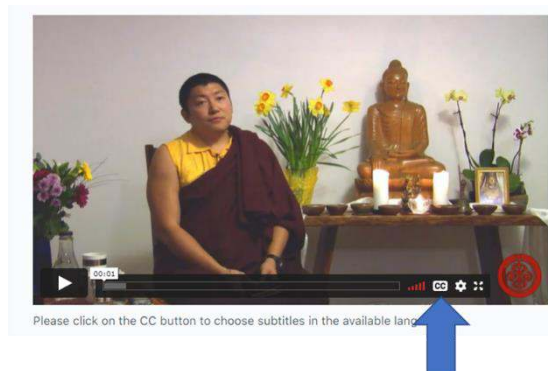 00:01
CC
Please click on the CC button to choose subtitles in the available lang